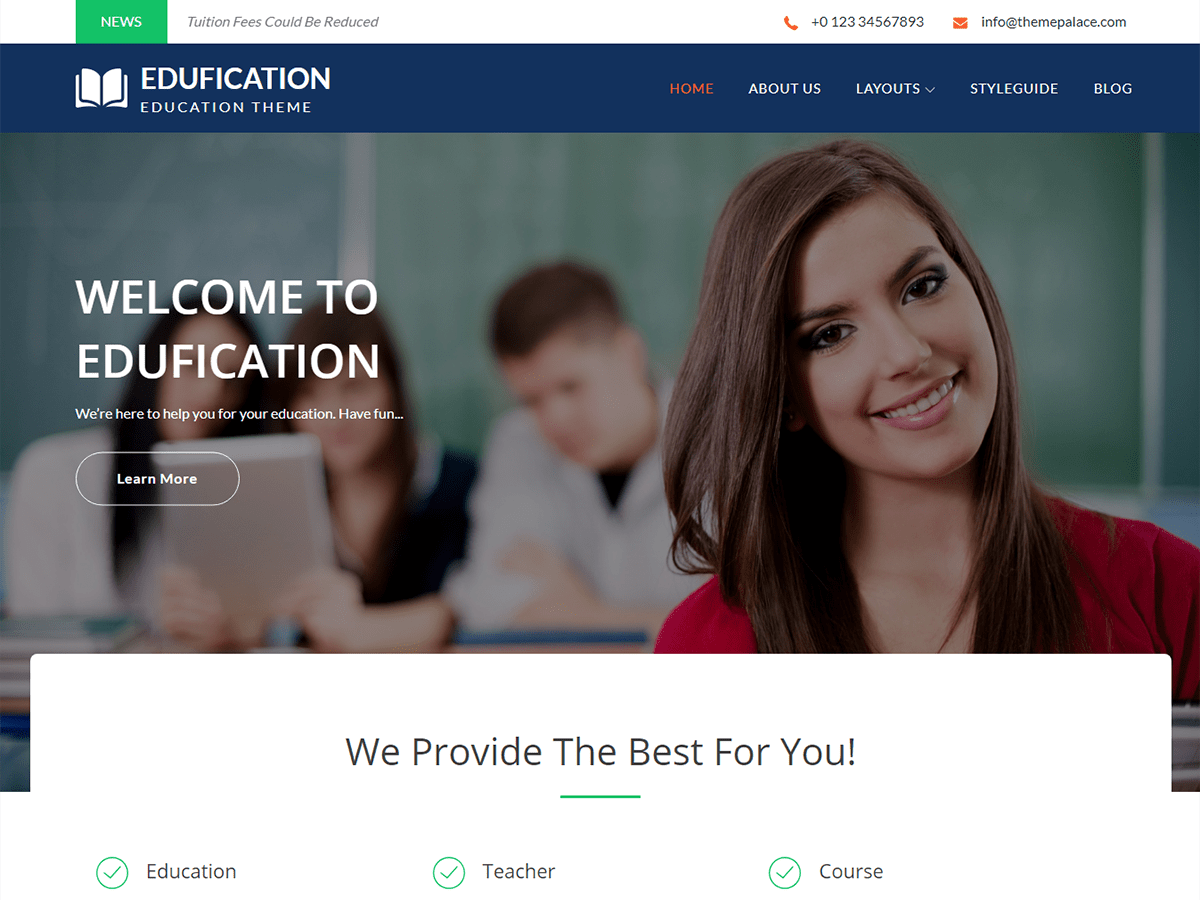 NEWS Tuition Fees Could Be Reduced +0 123 34567893 info@themepalace.com
EDUFICATION
EDUCATION THEME
HOME ABOUT US LAYOUTS STYLEGUIDE BLOG
WELCOME TO
EDUFICATION
We're here to help you for your education. Have fun...
Learn More
We Provide The Best For You!
Education Teacher Course